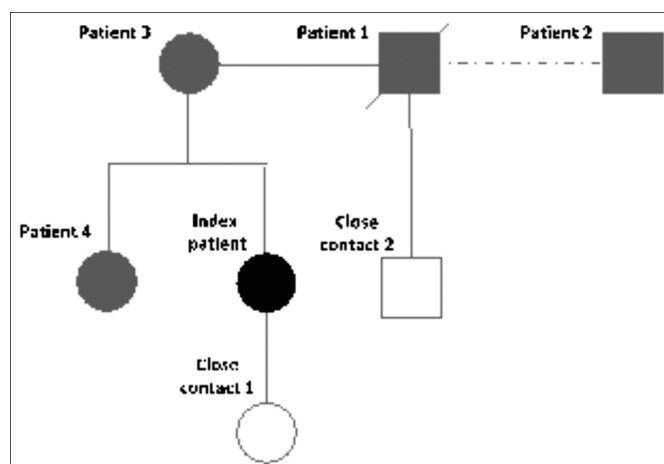 Patient 3
Patient 1
Patient 2
Patient 4
Index
patient
Close
contact 2
Close
contact 1